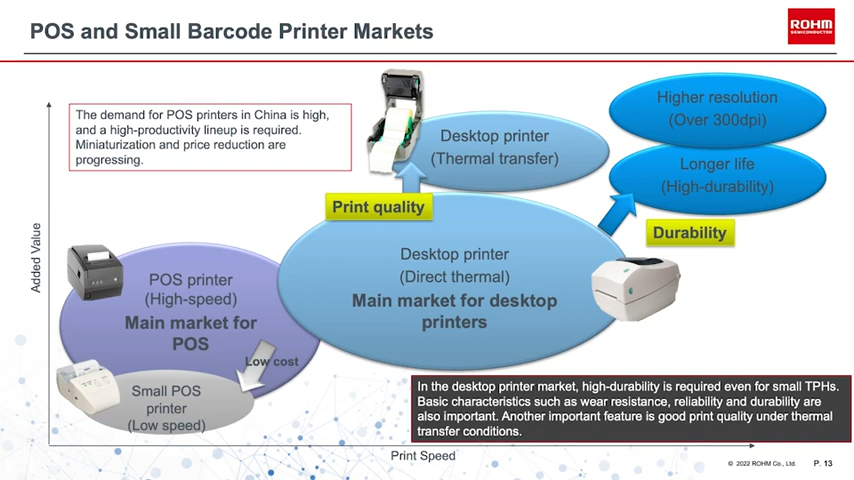 POS and Small Barcode Printer Markets
ROHM
SEMICONDUCTOR
The demand for POS printers in China is high,
and a high-productivity lineup is required.
Miniaturization and price reduction are
progressing.
Desktop printer
(Thermal transfer)
Higher resolution
(Over 300dpi)
Longer life
(High-durability)
Print quality
Durability
Added Value
POS printer
(High-speed)
Main market for
POS
Desktop printer
(Direct thermal)
Main market for desktop
printers
Low cost
Small POS
printer
(Low speed)
In the desktop printer market, high-durability is required even for small TPHs.
Basic characteristics such as wear resistance, reliability and durability are
also important. Another important feature is good print quality under thermal
transfer conditions.
Print Speed
© 2022 ROHM Co., Ltd.
P. 13